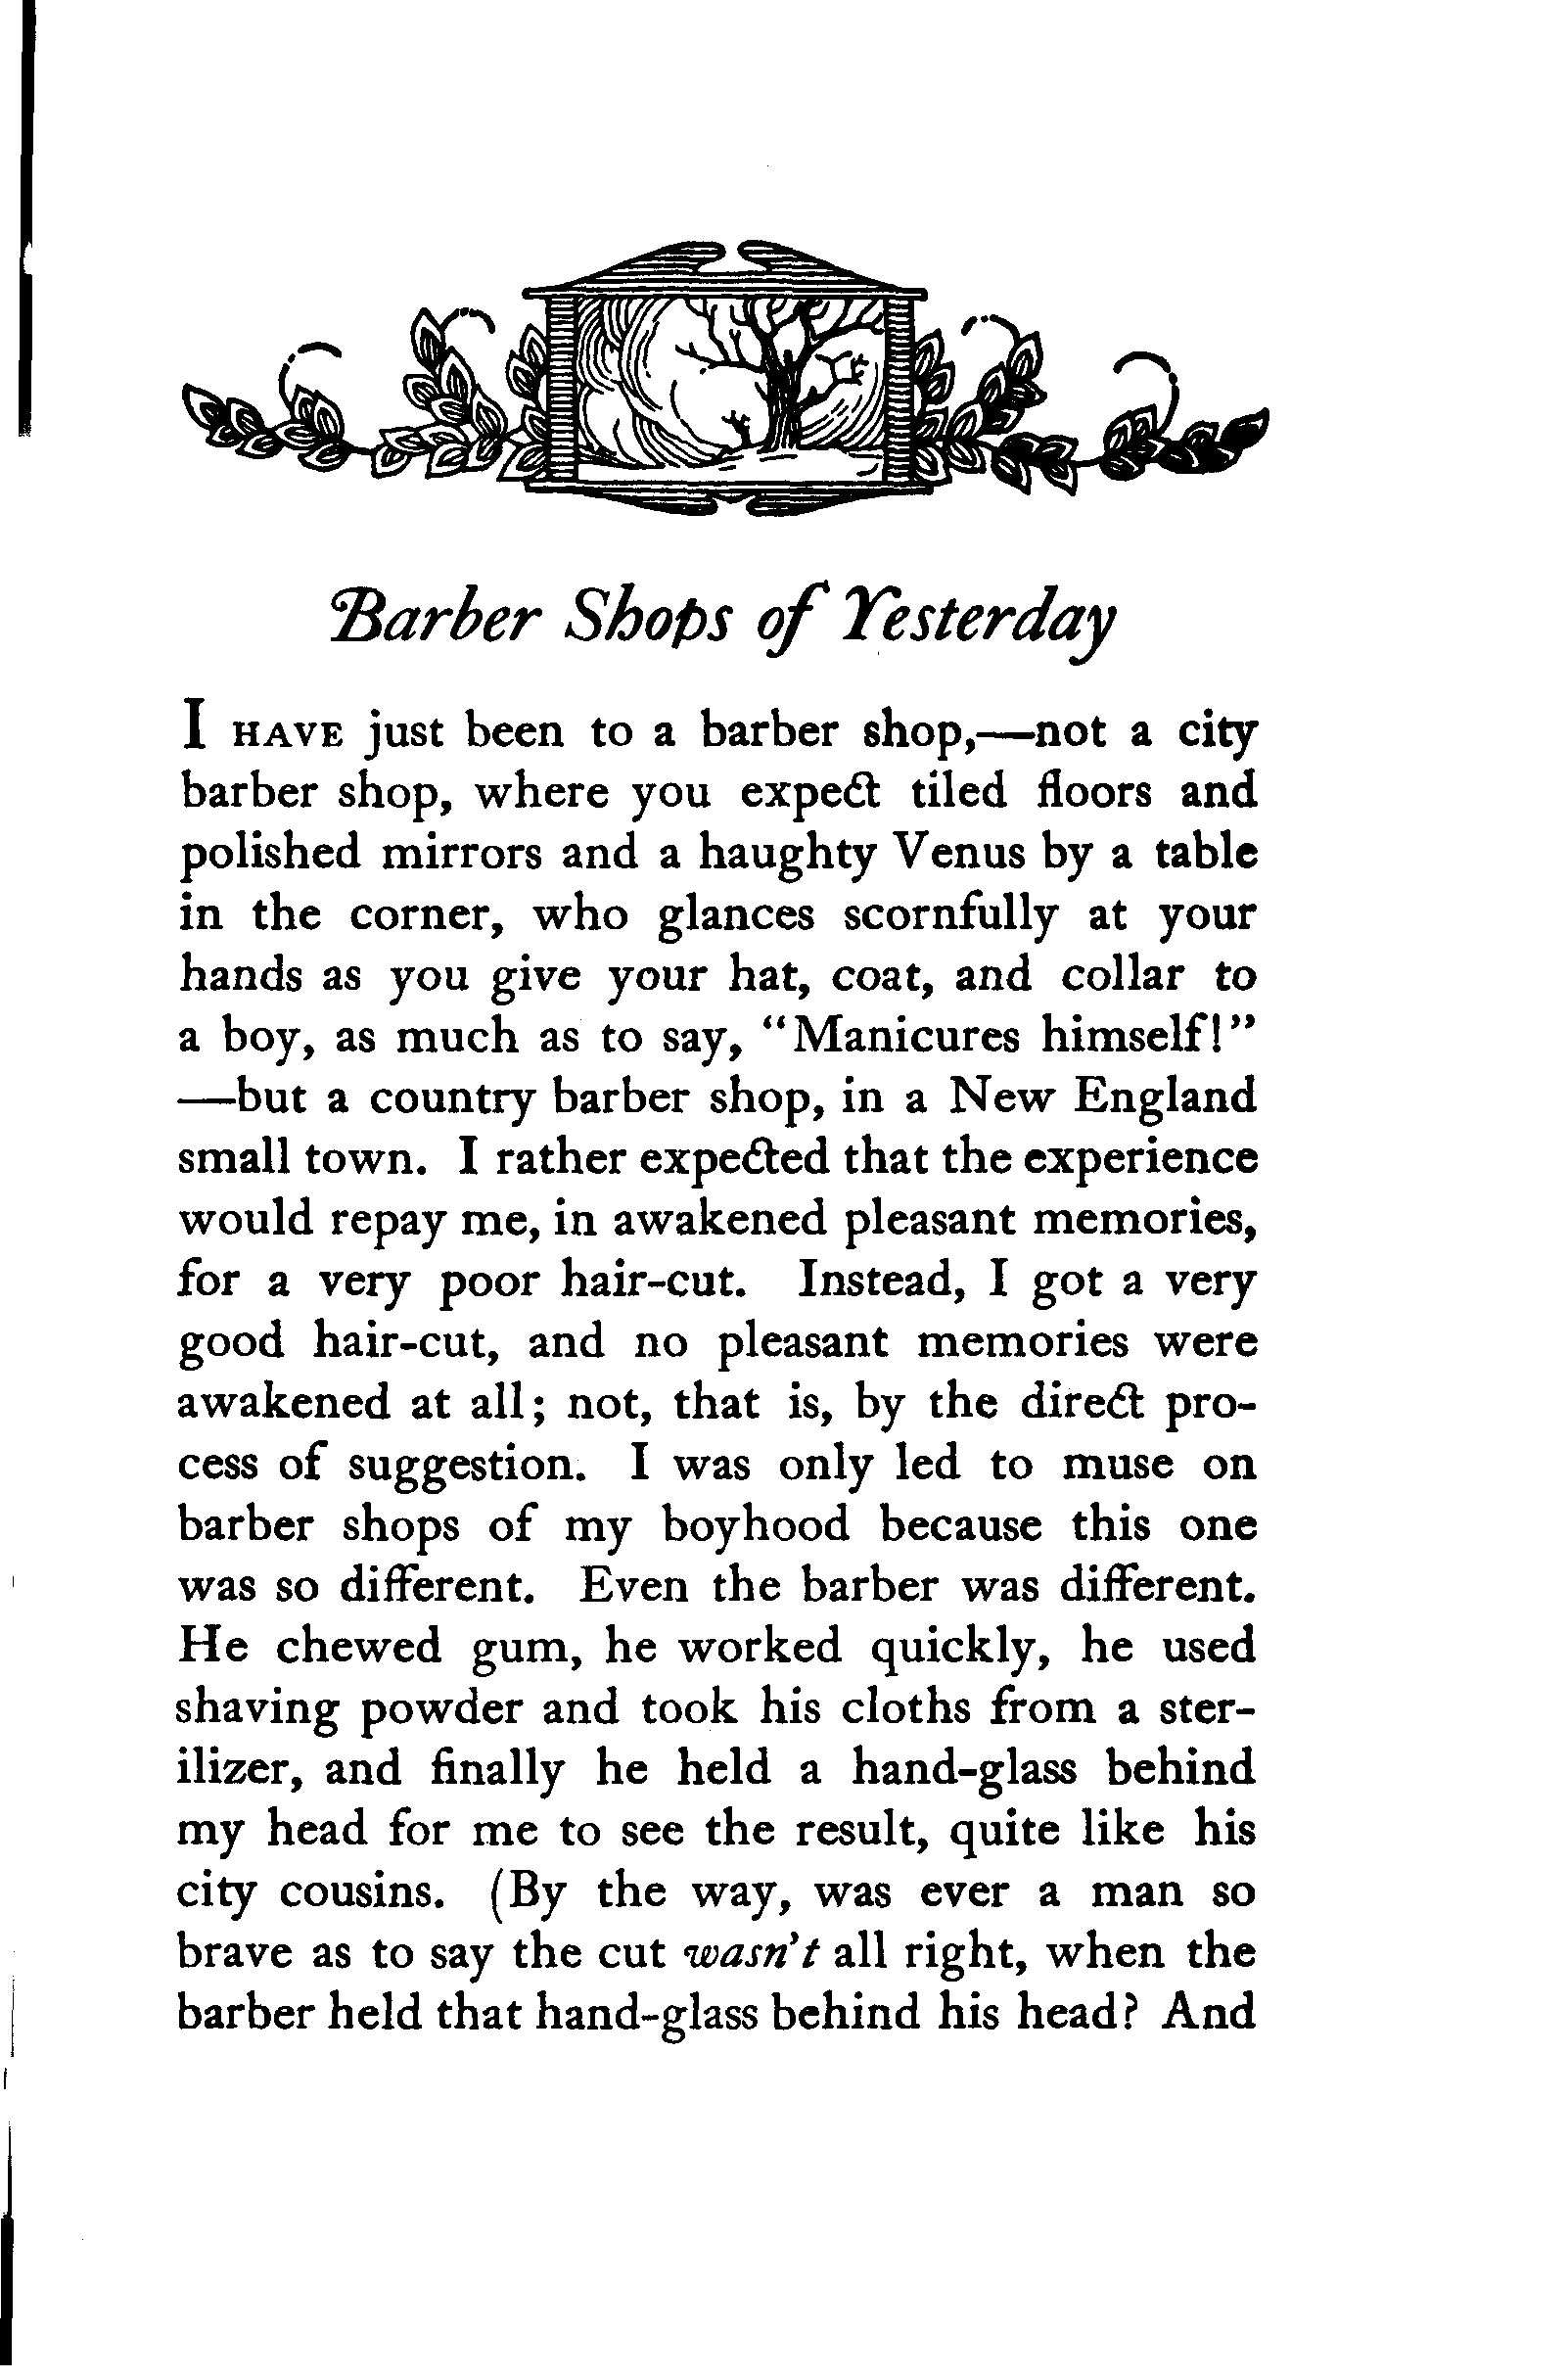 Barber Shops of Yesterday
I HAVE just been to a barber shop,—not a city
barber shop, where you expect tiled floors and
polished mirrors and a haughty Venus by a table
in the corner, who glances scornfully at your
hands as you give your hat, coat, and collar to
a boy, as much as to say, “Manicures himself!”
—but a country barber shop, in a New England
small town. I rather expected that the experience
would repay me, in awakened pleasant memories,
for a very poor hair-cut. Instead, I got a very
good hair-cut, and no pleasant memories were
awakened at all; not, that is, by the direct pro-
cess of suggestion. I was only led to muse on
barber shops of my boyhood because this one
was so different. Even the barber was different.
He chewed gum, he worked quickly, he used
shaving powder and took his cloths from a ster-
ilizer, and finally he held a hand-glass behind
my head for me to see the result, quite like his
city cousins. (By the way, was ever a man so
brave as to say the cut wasn’t all right, when the
barber held that hand-glass behind his head? And